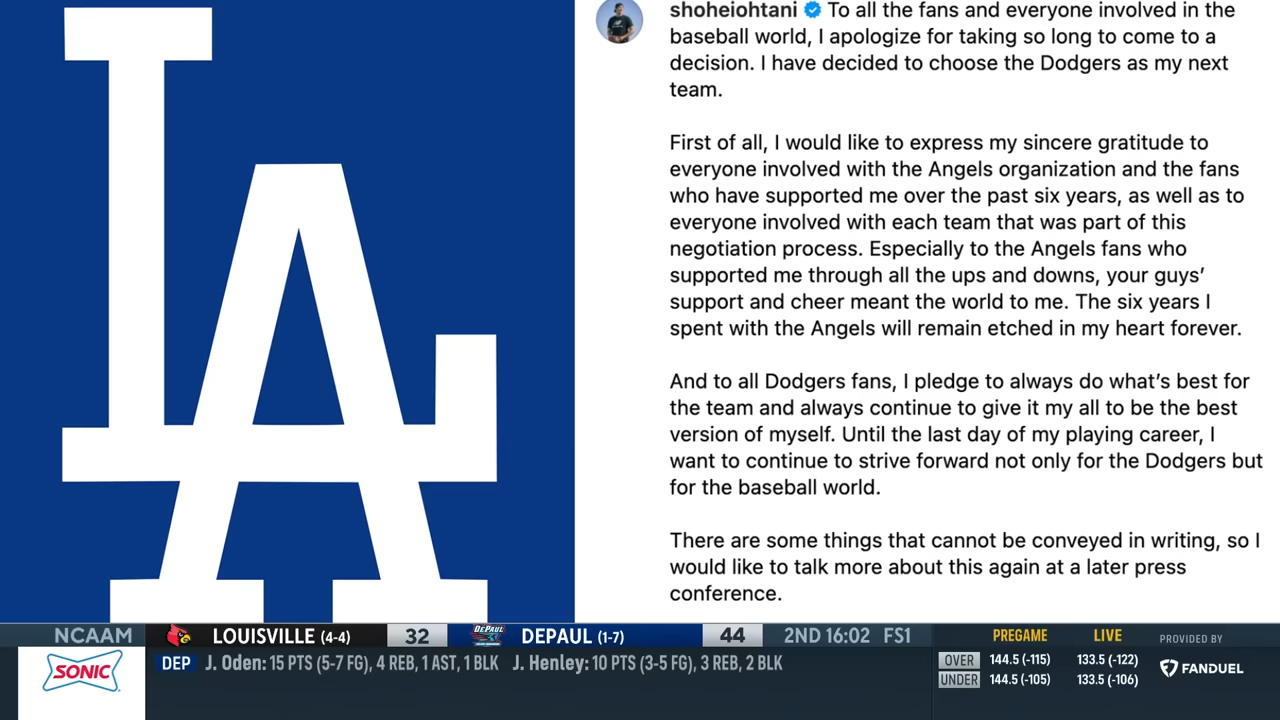 LA
shoheiohtani To all the fans and everyone involved in the
baseball world, I apologize for taking so long to come to a
decision. I have decided to choose the Dodgers as my next
team.
First of all, I would like to express my sincere gratitude to
everyone involved with the Angels organization and the fans
who have supported me over the past six years, as well as to
everyone involved with each team that was part of this
negotiation process. Especially to the Angels fans who
supported me through all the ups and downs, your guys’
support and cheer meant the world to me. The six years I
spent with the Angels will remain etched in my heart forever.
And to all Dodgers fans, I pledge to always do what’s best for
the team and always continue to give it my all to be the best
version of myself. Until the last day of my playing career, I
want to continue to strive forward not only for the Dodgers but
for the baseball world.
There are some things that cannot be conveyed in writing, so I
would like to talk more about this again at a later press
conference.
NCAAM LOUISVILLE (4-4) 32 DEPAUL DEPAUL (1-7) 44 2ND 16:02 FS1
SONIC
DEP J. Oden: 15 PTS (5-7 FG), 4 REB, 1 AST, 1 BLK J. Henley: 10 PTS (3-5 FG), 3 REB, 2 BLK
PREGAME LIVE
OVER 144.5 (-115) 133.5 (-122)
UNDER 144.5 (-105) 133.5 (-106)
PROVIDED BY
FANDUEL